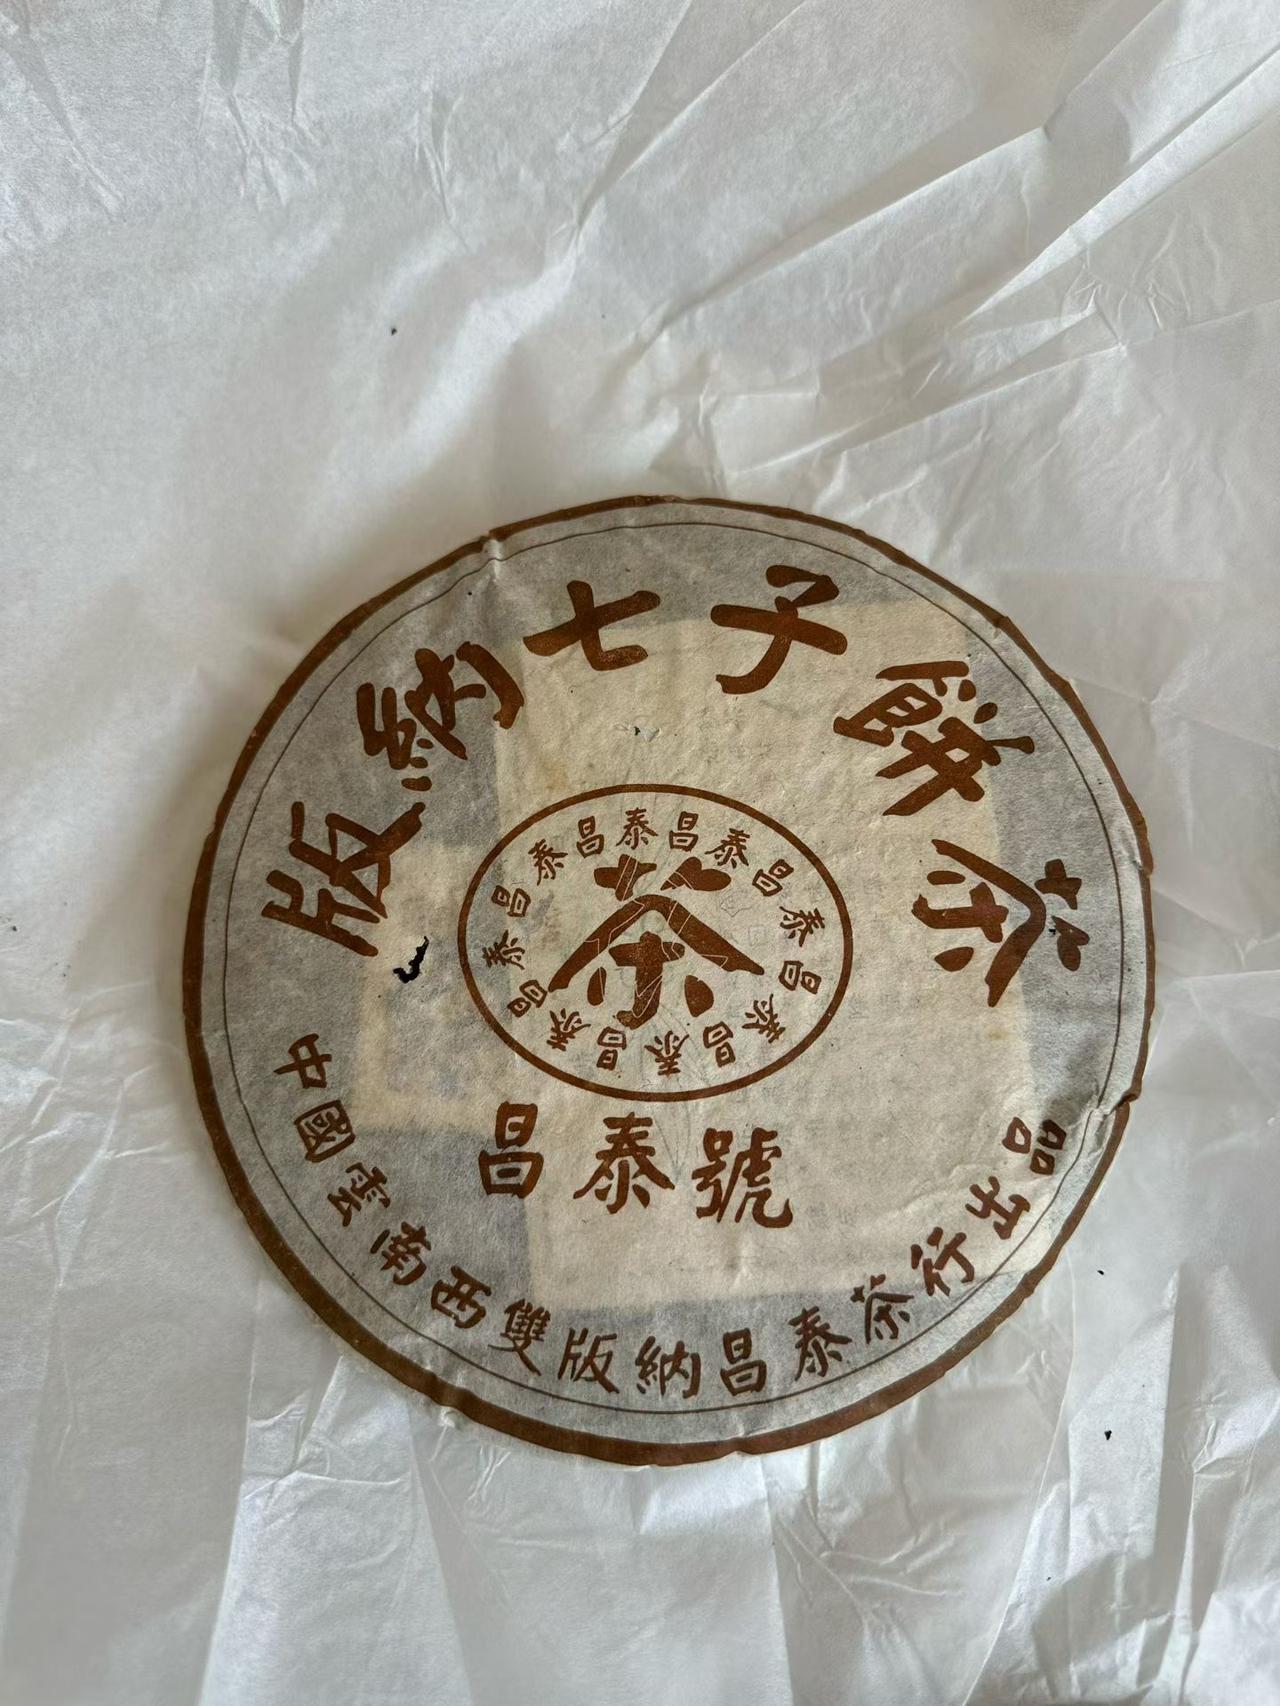 版納七子餅茶
昌泰昌泰昌泰昌泰昌泰昌泰昌泰昌泰
茶
昌泰號
中國雲南西雙版納昌泰茶行出品